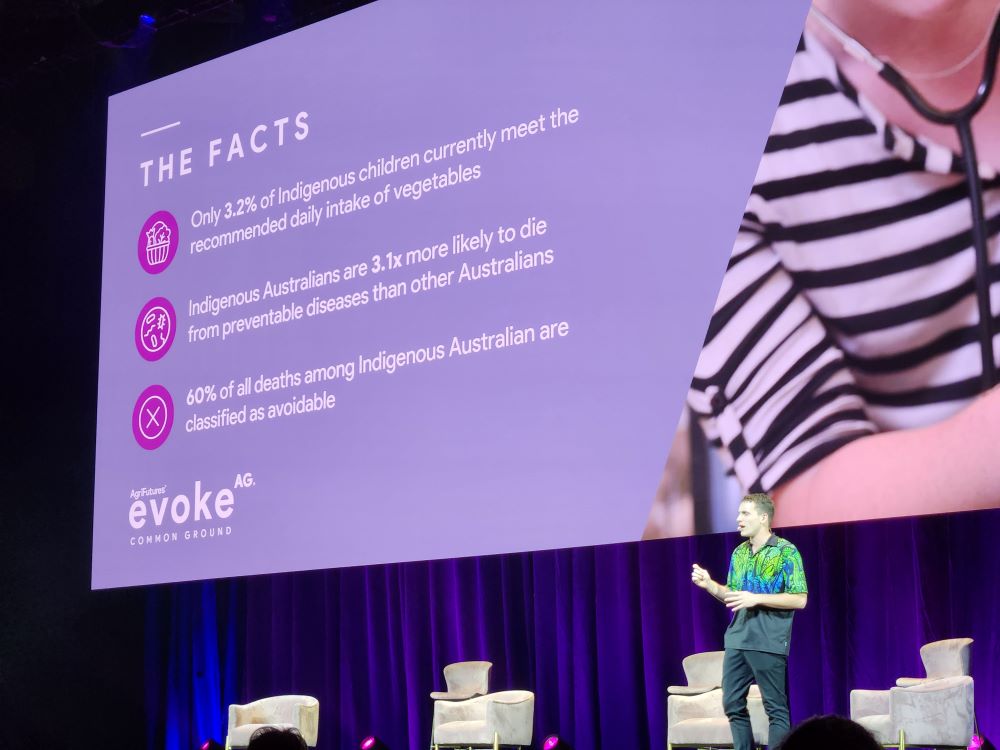 THE FACTS
Only 3.2% of Indigenous children currently meet the
recommended daily intake of vegetables
Indigenous Australians are 3.1x more likely to die
from preventable diseases than other Australians
60% of all deaths among Indigenous Australian are
classified as avoidable
AgriFutures®
evoke AG.
COMMON GROUND